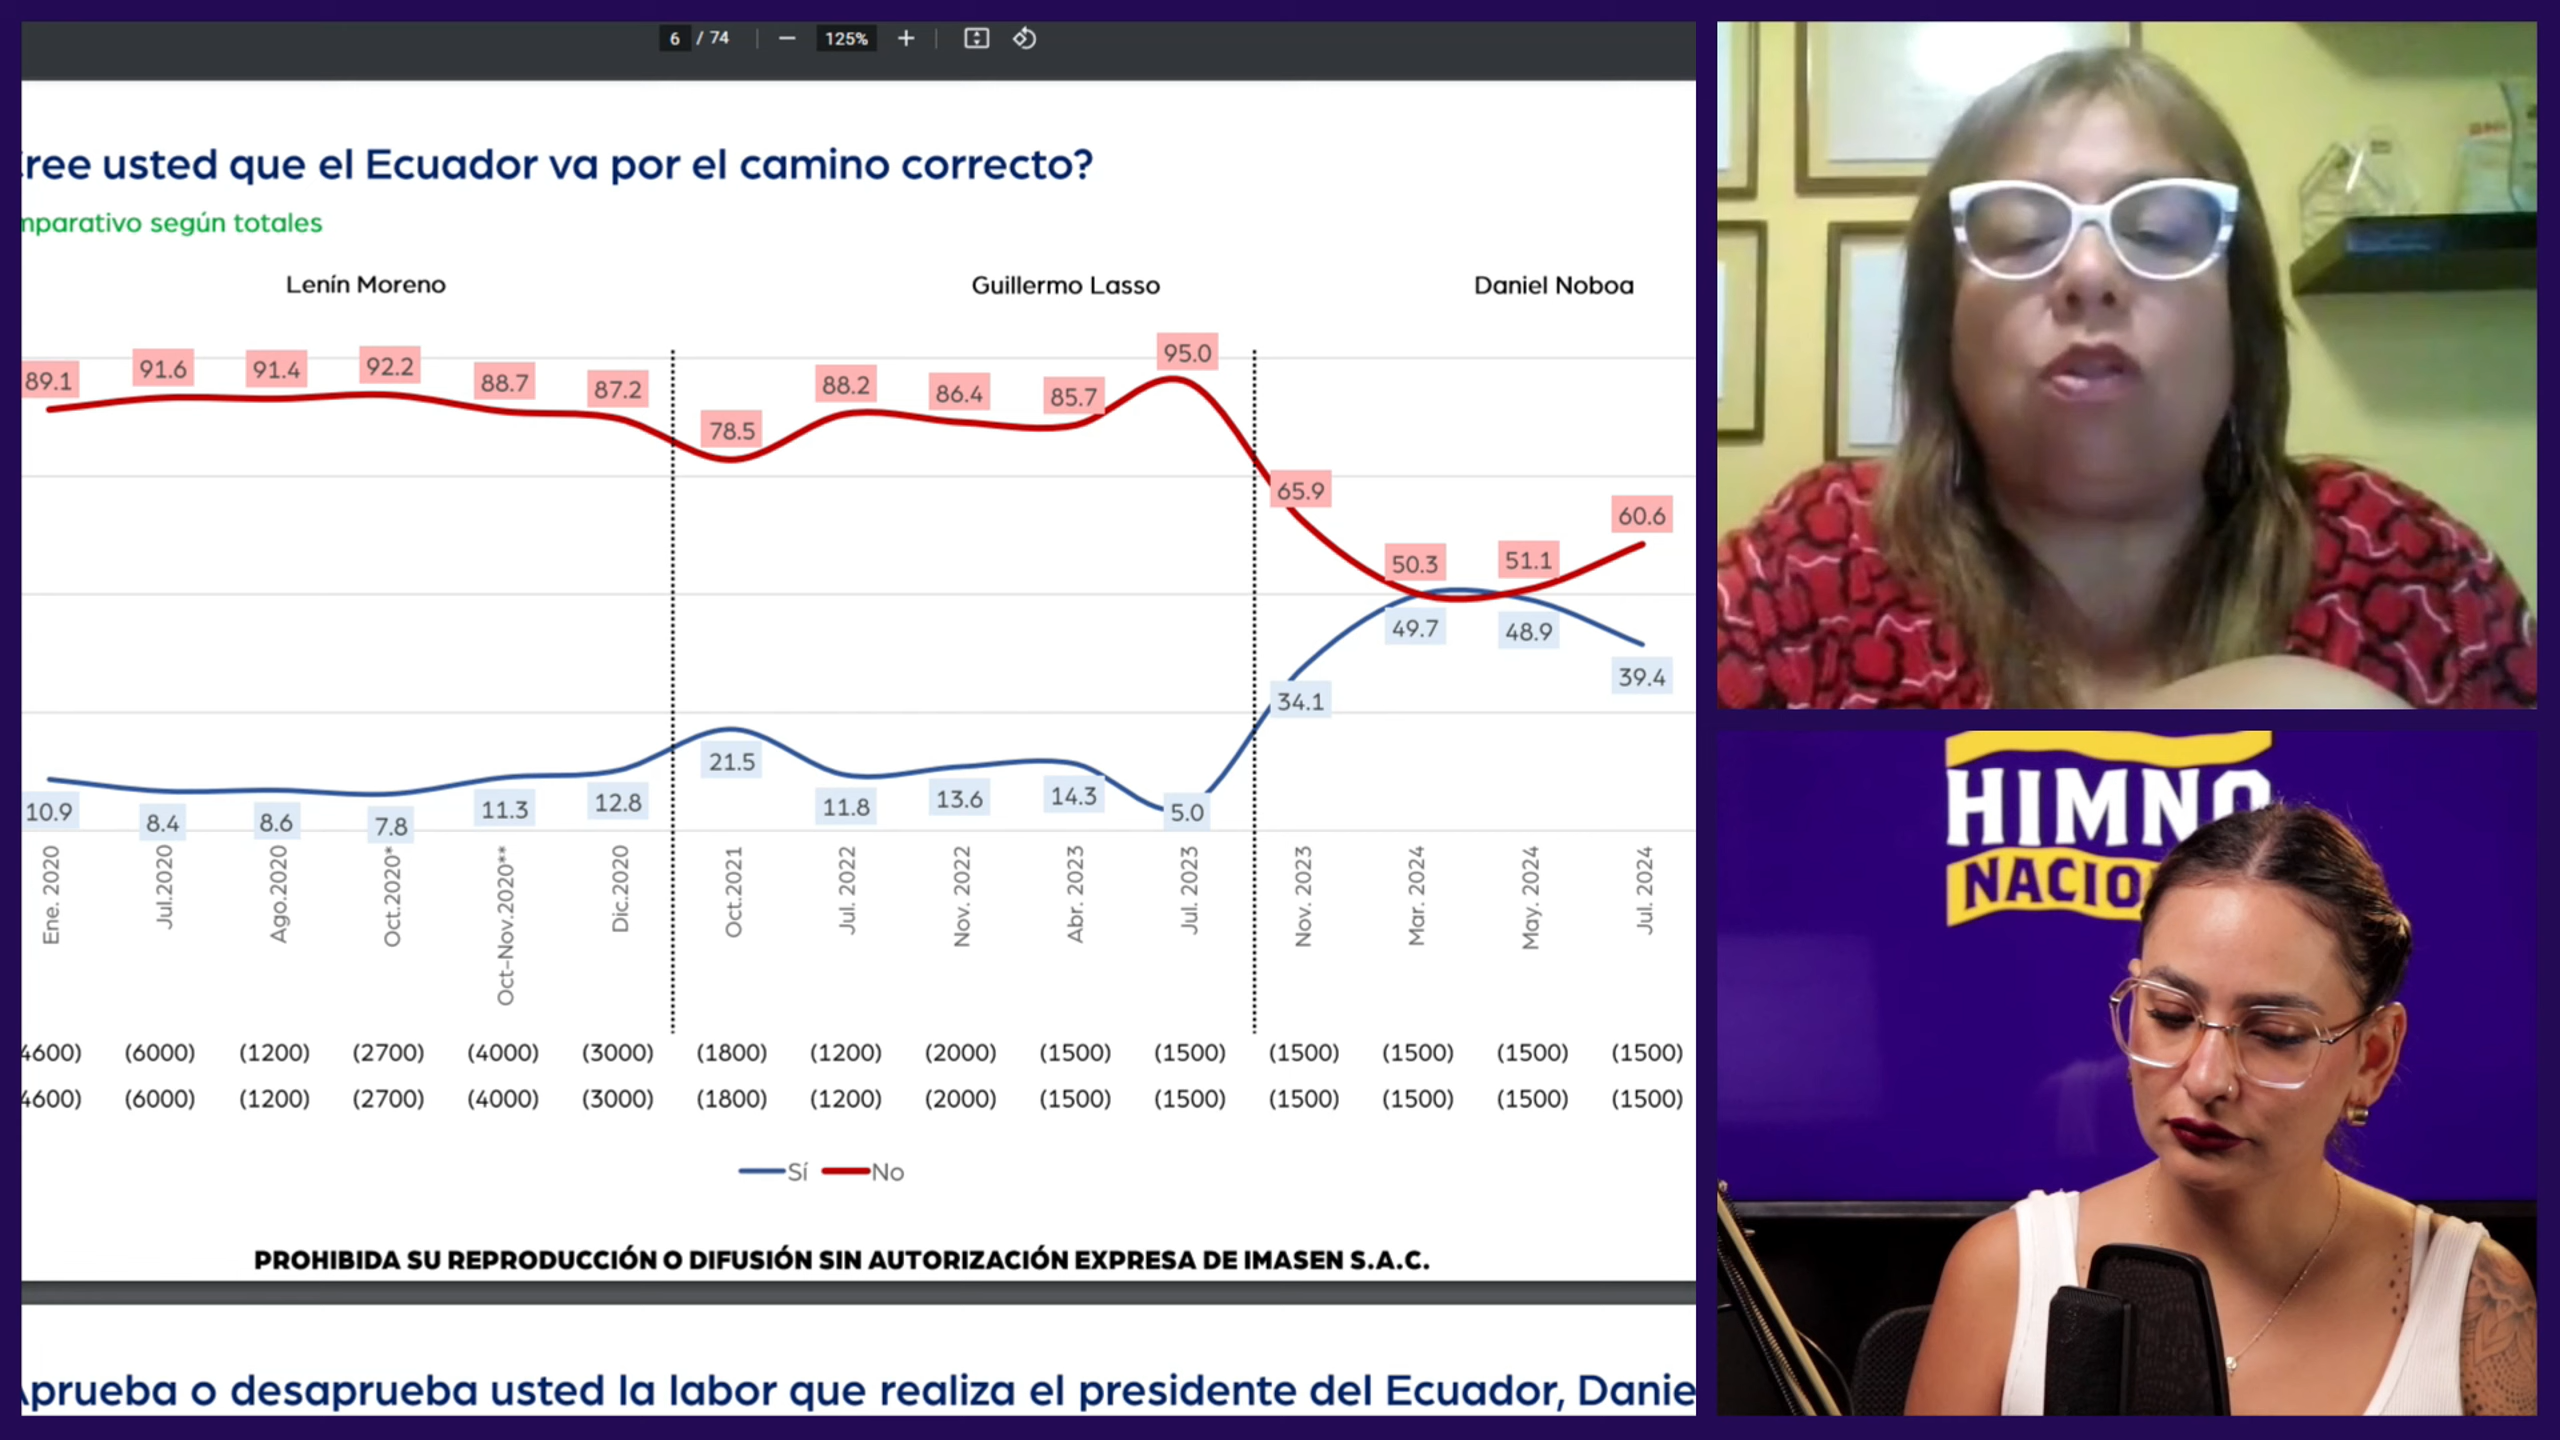 6 / 74 — 125% +
ree usted que el Ecuador va por el camino correcto?
mparativo según totales
Lenín Moreno Guillermo Lasso Daniel Noboa
89.1 91.6 91.4 92.2 88.7 87.2 78.5 88.2 86.4 85.7 95.0 65.9 50.3 51.1 60.6
10.9 8.4 8.6 7.8 11.3 12.8 21.5 11.8 13.6 14.3 5.0 34.1 49.7 48.9 39.4
Ene. 2020 Jul.2020 Ago.2020 Oct.2020* Oct-Nov.2020** Dic.2020 Oct.2021 Jul. 2022 Nov. 2022 Abr. 2023 Jul. 2023 Nov. 2023 Mar. 2024 May. 2024 Jul. 2024
4600) (6000) (1200) (2700) (4000) (3000) (1800) (1200) (2000) (1500) (1500) (1500) (1500) (1500) (1500)
4600) (6000) (1200) (2700) (4000) (3000) (1800) (1200) (2000) (1500) (1500) (1500) (1500) (1500) (1500)
Sí No
PROHIBIDA SU REPRODUCCIÓN O DIFUSIÓN SIN AUTORIZACIÓN EXPRESA DE IMASEN S.A.C.
Aprueba o desaprueba usted la labor que realiza el presidente del Ecuador, Danie
HIMNO
NACIO